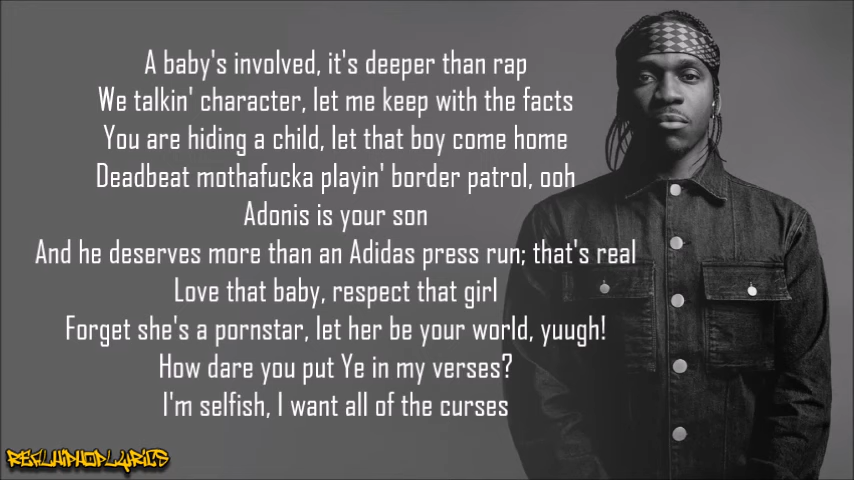 A baby's involved, it's deeper than rap
We talkin' character, let me keep with the facts
You are hiding a child, let that boy come home
Deadbeat mothafucka playin' border patrol, ooh
Adonis is your son
And he deserves more than an Adidas press run; that's real
Love that baby, respect that girl
Forget she's a pornstar, let her be your world, yuugh!
How dare you put Ye in my verses?
I'm selfish, I want all of the curses
REALHIPHOPLYRICS